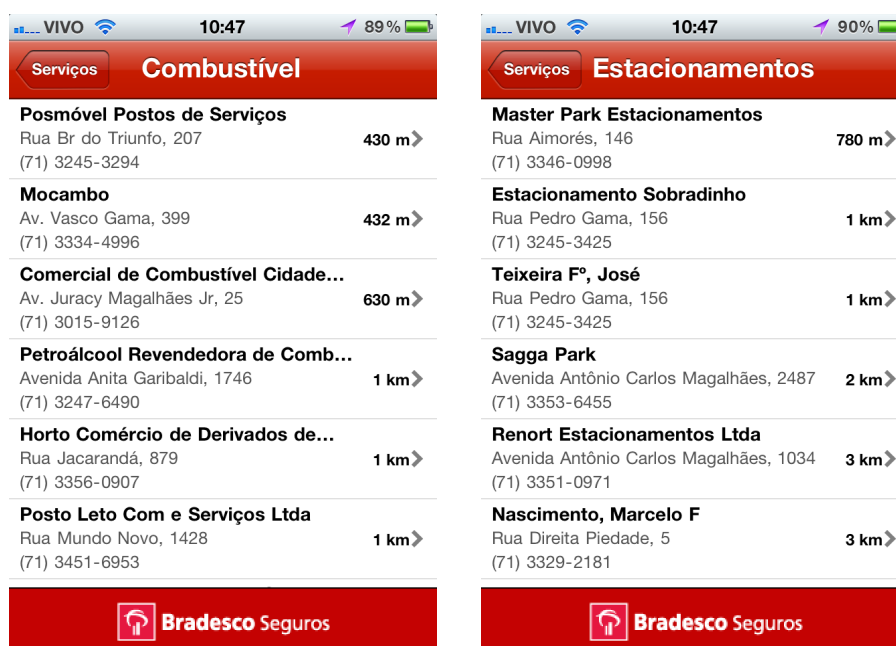 VIVO 10:47 89%
Serviços Combustível
Posmóvel Postos de Serviços
Rua Br do Triunfo, 207
430 m
(71) 3245-3294
Mocambo
Av. Vasco Gama, 399
432 m
(71) 3334-4996
Comercial de Combustível Cidade...
Av. Juracy Magalhães Jr, 25
630 m
(71) 3015-9126
Petroálcool Revendedora de Comb...
Avenida Anita Garibaldi, 1746
1 km
(71) 3247-6490
Horto Comércio de Derivados de...
Rua Jacarandá, 879
1 km
(71) 3356-0907
Posto Leto Com e Serviços Ltda
Rua Mundo Novo, 1428
1 km
(71) 3451-6953
Bradesco Seguros
VIVO 10:47 90%
Serviços Estacionamentos
Master Park Estacionamentos
Rua Aimorés, 146
780 m
(71) 3346-0998
Estacionamento Sobradinho
Rua Pedro Gama, 156
1 km
(71) 3245-3425
Teixeira Fº, José
Rua Pedro Gama, 156
1 km
(71) 3245-3425
Sagga Park
Avenida Antônio Carlos Magalhães, 2487
2 km
(71) 3353-6455
Renort Estacionamentos Ltda
Avenida Antônio Carlos Magalhães, 1034
3 km
(71) 3351-0971
Nascimento, Marcelo F
Rua Direita Piedade, 5
3 km
(71) 3329-2181
Bradesco Seguros